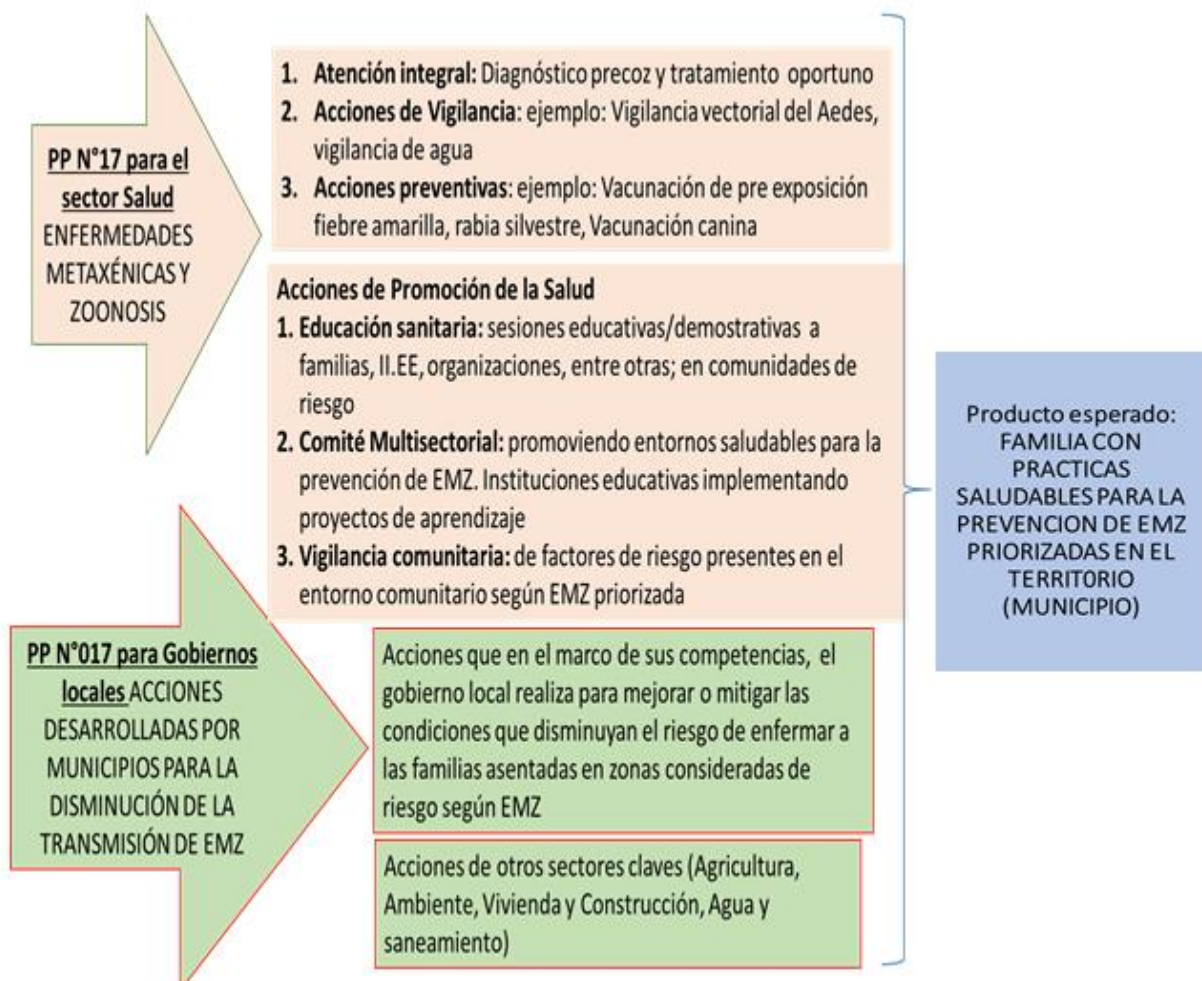 PP N°17 para el
sector Salud
ENFERMEDADES
METAXÉNICAS Y
ZOONOSIS
1. Atención integral: Diagnóstico precoz y tratamiento oportuno
2. Acciones de Vigilancia: ejemplo: Vigilancia vectorial del Aedes,
vigilancia de agua
3. Acciones preventivas: ejemplo: Vacunación de pre exposición
fiebre amarilla, rabia silvestre, Vacunación canina
Acciones de Promoción de la Salud
1. Educación sanitaria: sesiones educativas/demostrativas a
familias, II.EE, organizaciones, entre otras; en comunidades de
riesgo
2. Comité Multisectorial: promoviendo entornos saludables para la
prevención de EMZ. Instituciones educativas implementando
proyectos de aprendizaje
3. Vigilancia comunitaria: de factores de riesgo presentes en el
entorno comunitario según EMZ priorizada
PP N°017 para Gobiernos
locales ACCIONES
DESARROLLADAS POR
MUNICIPIOS PARA LA
DISMINUCIÓN DE LA
TRANSMISIÓN DE EMZ
Acciones que en el marco de sus competencias, el
gobierno local realiza para mejorar o mitigar las
condiciones que disminuyan el riesgo de enfermar a
las familias asentadas en zonas consideradas de
riesgo según EMZ
Acciones de otros sectores claves (Agricultura,
Ambiente, Vivienda y Construcción, Agua y
saneamiento)
Producto esperado:
FAMILIA CON
PRACTICAS
SALUDABLES PARA LA
PREVENCION DE EMZ
PRIORIZADAS EN EL
TERRIT0RIO
(MUNICIPIO)